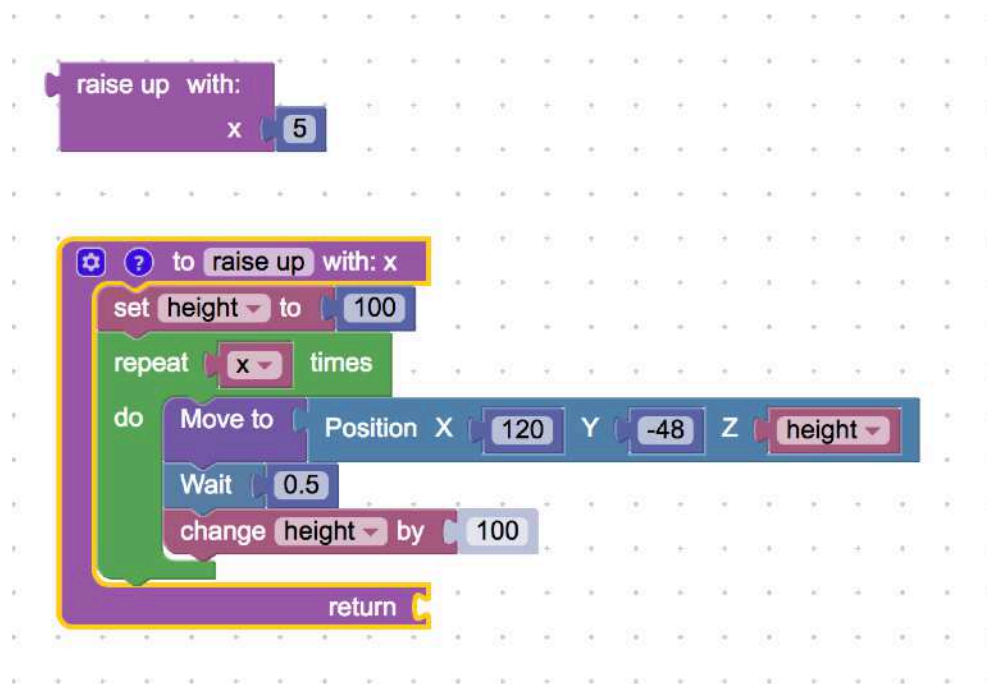 raise up with:
x 5
? to raise up with: x
set height to 100
repeat x times
do Move to Position X 120 Y -48 Z height
Wait 0.5
change height by 100
return